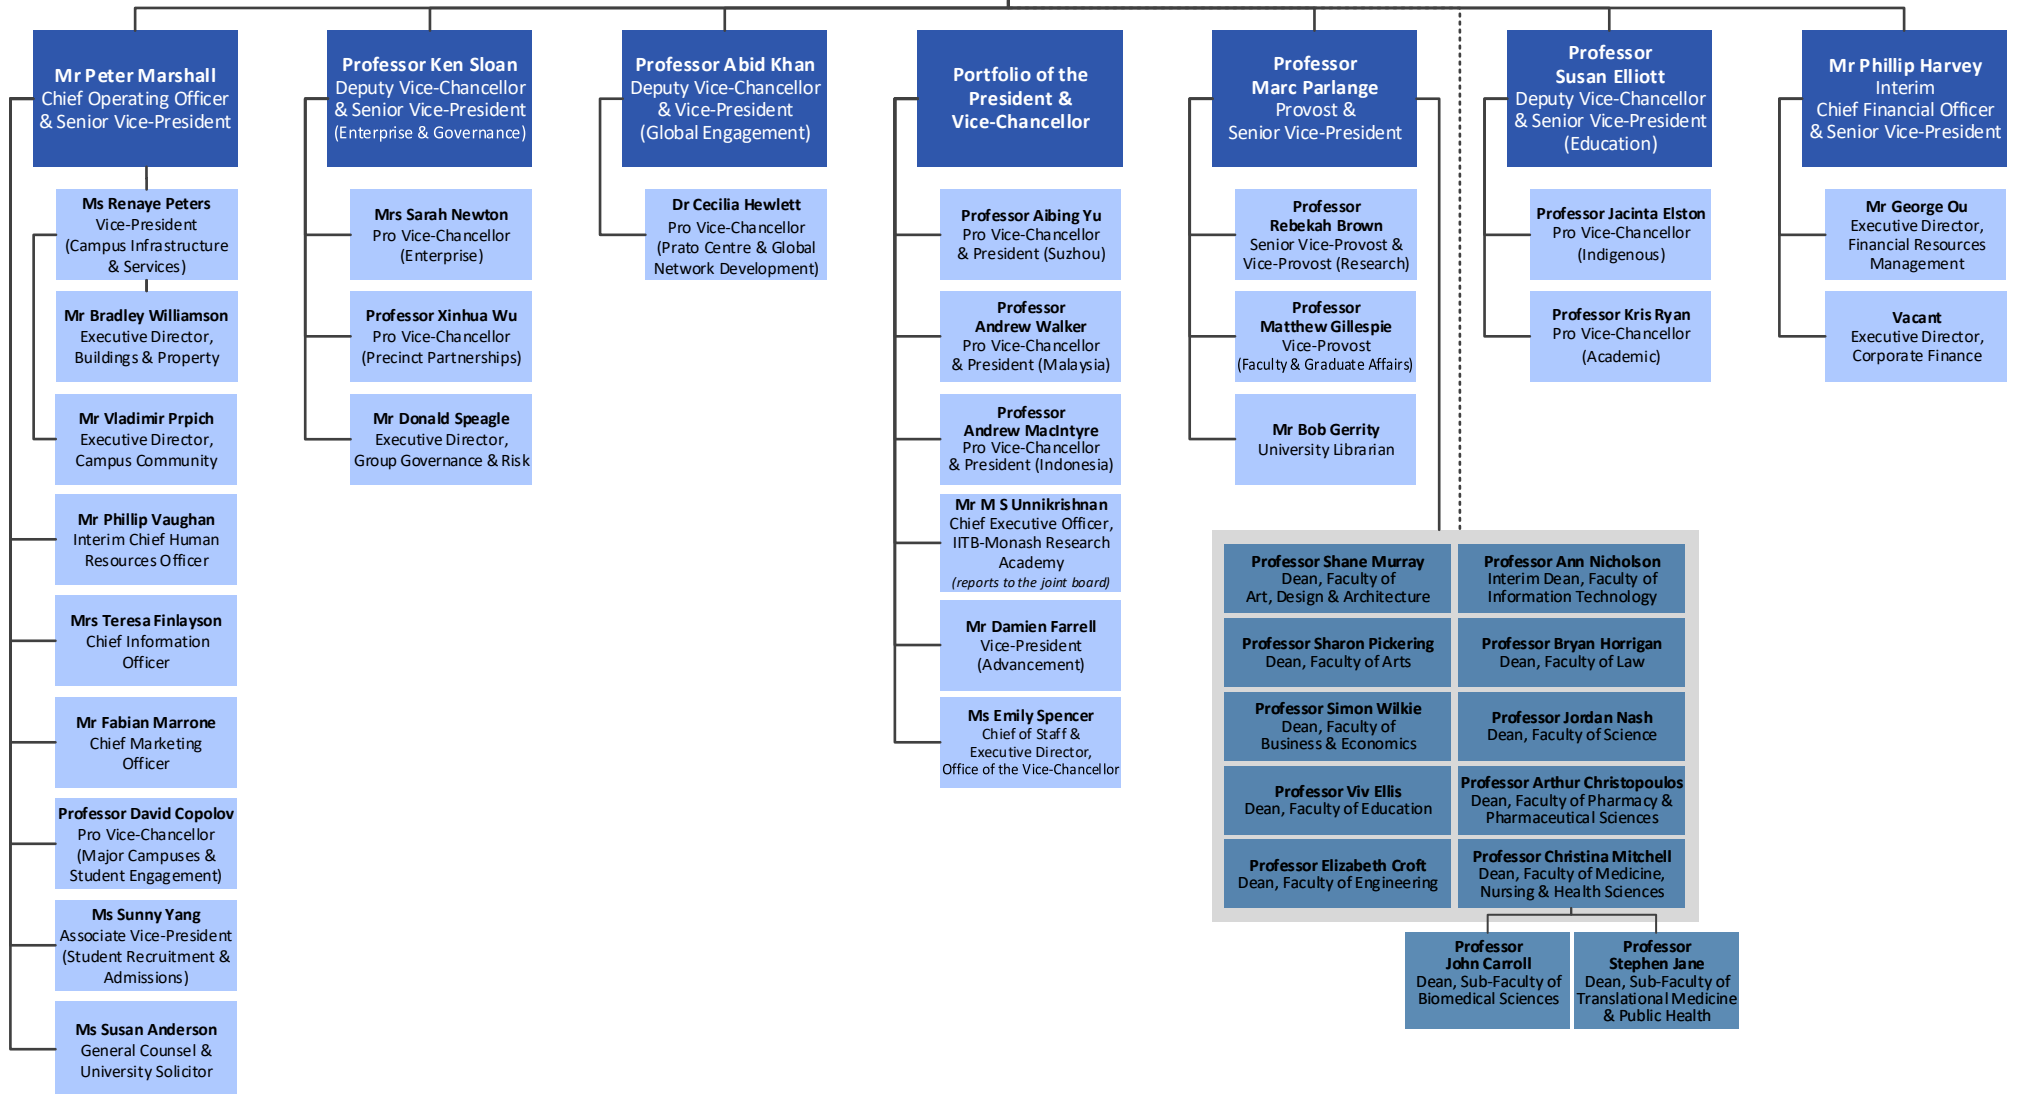 Mr Peter Marshall
Chief Operating Officer
& Senior Vice-President
Ms Renaye Peters
Vice-President
(Campus Infrastructure
& Services)
Mr Bradley Williamson
Executive Director,
Buildings & Property
Mr Vladimir Prpich
Executive Director,
Campus Community
Mr Phillip Vaughan
Interim Chief Human
Resources Officer
Mrs Teresa Finlayson
Chief Information
Officer
Mr Fabian Marrone
Chief Marketing
Officer
Professor David Copolov
Pro Vice-Chancellor
(Major Campuses &
Student Engagement)
Ms Sunny Yang
Associate Vice-President
(Student Recruitment &
Admissions)
Ms Susan Anderson
General Counsel &
University Solicitor
Professor Ken Sloan
Deputy Vice-Chancellor
& Senior Vice-President
(Enterprise & Governance)
Mrs Sarah Newton
Pro Vice-Chancellor
(Enterprise)
Professor Xinhua Wu
Pro Vice-Chancellor
(Precinct Partnerships)
Mr Donald Speagle
Executive Director,
Group Governance & Risk
Professor Abid Khan
Deputy Vice-Chancellor
& Vice-President
(Global Engagement)
Dr Cecilia Hewlett
Pro Vice-Chancellor
(Prato Centre & Global
Network Development)
Portfolio of the
President &
Vice-Chancellor
Professor Aibing Yu
Pro Vice-Chancellor
& President (Suzhou)
Professor
Andrew Walker
Pro Vice-Chancellor
& President (Malaysia)
Professor
Andrew MacIntyre
Pro Vice-Chancellor
& President (Indonesia)
Mr M S Unnikrishnan
Chief Executive Officer,
IITB-Monash Research
Academy
(reports to the joint board)
Mr Damien Farrell
Vice-President
(Advancement)
Ms Emily Spencer
Chief of Staff &
Executive Director,
Office of the Vice-Chancellor
Professor
Marc Parlange
Provost &
Senior Vice-President
Professor
Rebekah Brown
Senior Vice-Provost &
Vice-Provost (Research)
Professor
Matthew Gillespie
Vice-Provost
(Faculty & Graduate Affairs)
Mr Bob Gerrity
University Librarian
Professor Shane Murray
Dean, Faculty of
Art, Design & Architecture
Professor Sharon Pickering
Dean, Faculty of Arts
Professor Simon Wilkie
Dean, Faculty of
Business & Economics
Professor Viv Ellis
Dean, Faculty of Education
Professor Elizabeth Croft
Dean, Faculty of Engineering
Professor Ann Nicholson
Interim Dean, Faculty of
Information Technology
Professor Bryan Horrigan
Dean, Faculty of Law
Professor Jordan Nash
Dean, Faculty of Science
Professor Arthur Christopoulos
Dean, Faculty of Pharmacy &
Pharmaceutical Sciences
Professor Christina Mitchell
Dean, Faculty of Medicine,
Nursing & Health Sciences
Professor
John Carroll
Dean, Sub-Faculty of
Biomedical Sciences
Professor
Stephen Jane
Dean, Sub-Faculty of
Translational Medicine
& Public Health
Professor
Susan Elliott
Deputy Vice-Chancellor
& Senior Vice-President
(Education)
Professor Jacinta Elston
Pro Vice-Chancellor
(Indigenous)
Professor Kris Ryan
Pro Vice-Chancellor
(Academic)
Mr Phillip Harvey
Interim
Chief Financial Officer
& Senior Vice-President
Mr George Ou
Executive Director,
Financial Resources
Management
Vacant
Executive Director,
Corporate Finance